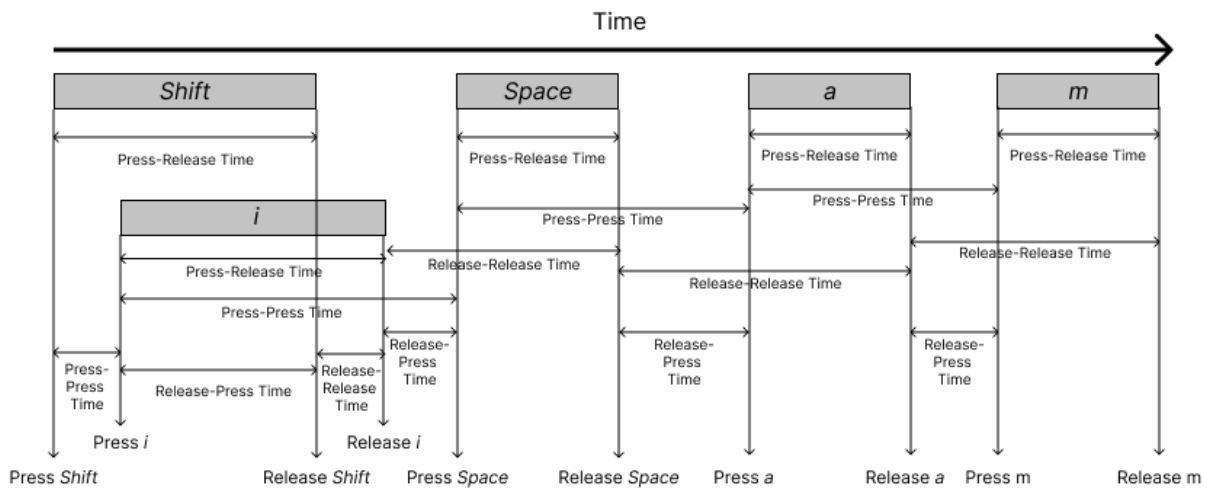 Time
Shift
Space
a
m
Press-Release Time
Press-Release Time
Press-Release Time
Press-Release Time
i
Press-Press Time
Press-Press Time
Press-Release Time
Release-Release Time
Release-Release Time
Release-Release Time
Press-Press Time
Press-
Press
Time
Release-Press Time
Release-
Release
Time
Release-
Press
Time
Release-
Press
Time
Release-
Press
Time
Press i
Release i
Press Shift
Release Shift
Press Space
Release Space
Press a
Release a
Press m
Release m